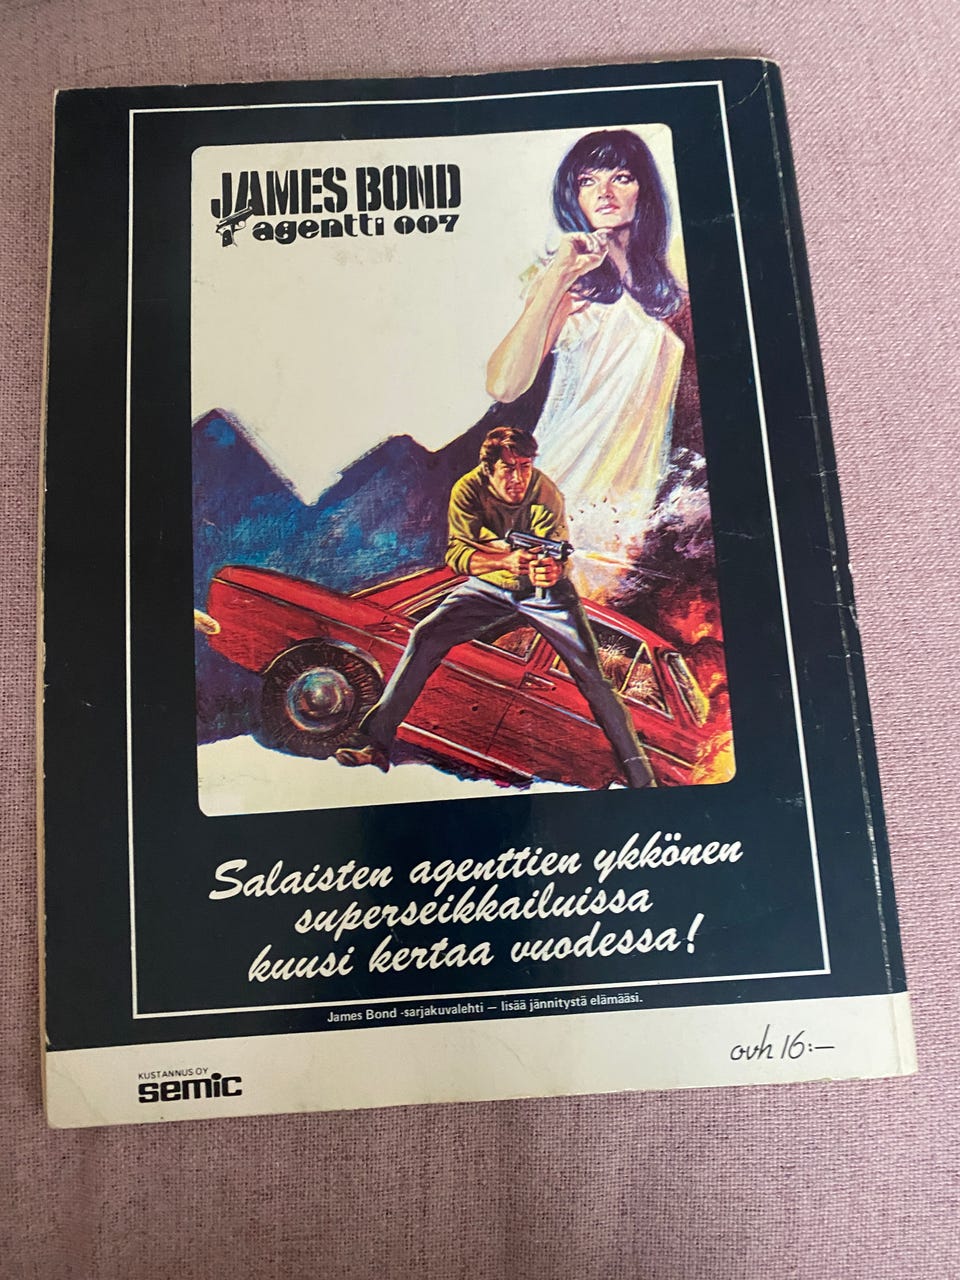 JAMES BOND
agentti 007
Salaisten agenttien ykkönen
superseikkailuissa
kuusi kertaa vuodessa!
James Bond -sarjakuvalehti — lisää jännitystä elämääsi.
KUSTANNUS OY
semic
ovh 16:—